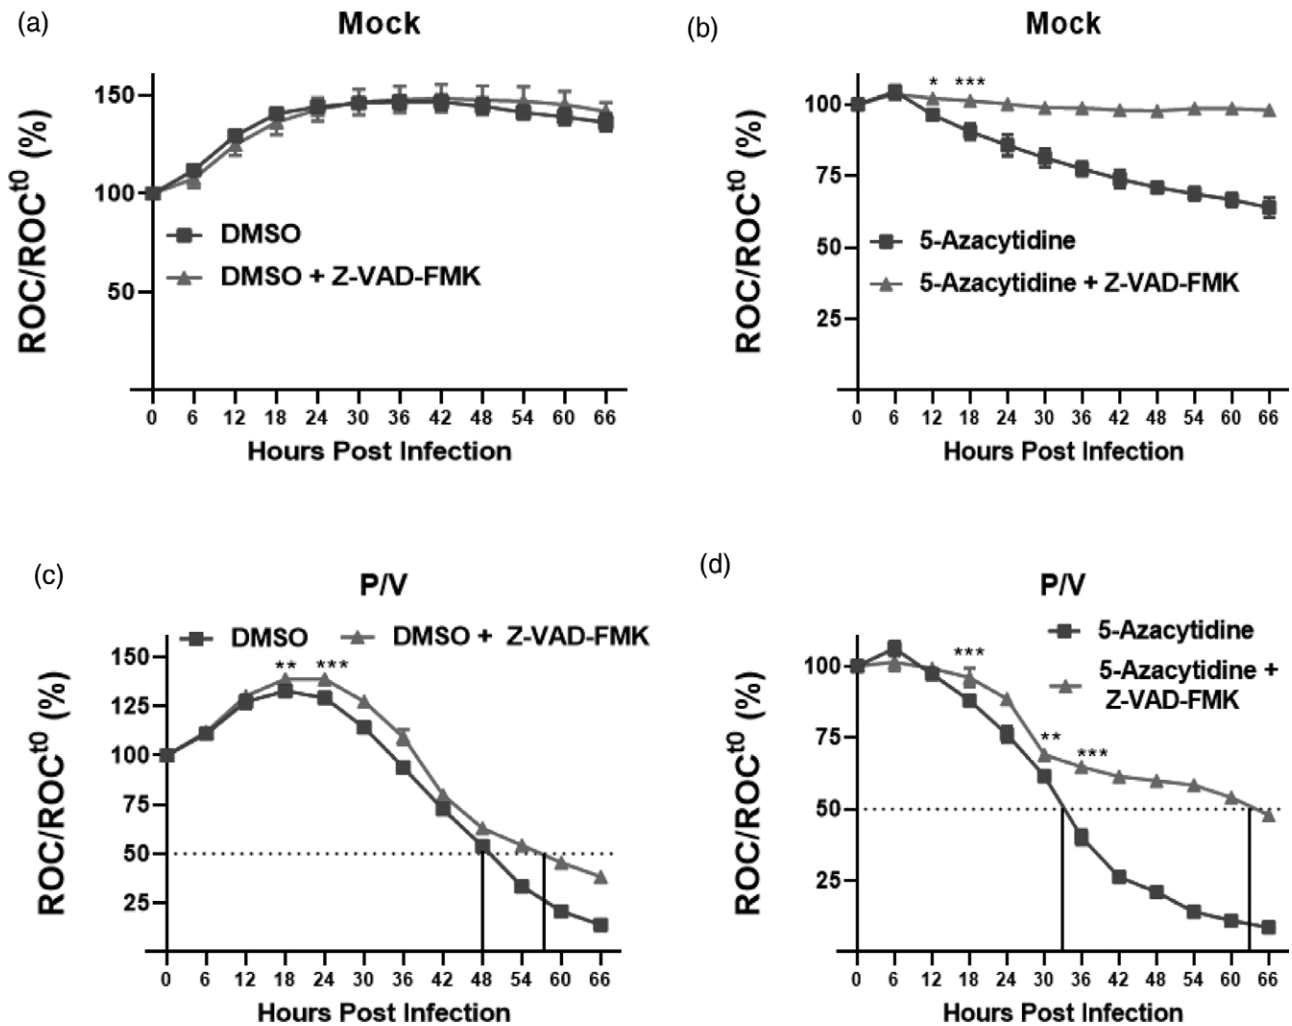 (a)
Mock
ROC/ROC^t0 (%)
150
100
50
DMSO
DMSO + Z-VAD-FMK
0 6 12 18 24 30 36 42 48 54 60 66
Hours Post Infection
(b)
Mock
ROC/ROC^t0 (%)
100
75
50
25
* ***
5-Azacytidine
5-Azacytidine + Z-VAD-FMK
0 6 12 18 24 30 36 42 48 54 60 66
Hours Post Infection
(c)
P/V
DMSO DMSO + Z-VAD-FMK
ROC/ROC^t0 (%)
150
125
100
75
50
25
** ***
0 6 12 18 24 30 36 42 48 54 60 66
Hours Post Infection
(d)
P/V
5-Azacytidine
5-Azacytidine +
Z-VAD-FMK
ROC/ROC^t0 (%)
100
75
50
25
***
**
***
0 6 12 18 24 30 36 42 48 54 60 66
Hours Post Infection